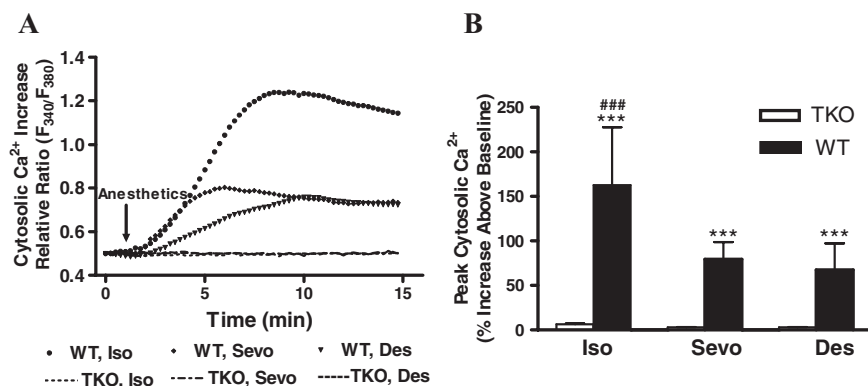 A
Cytosolic Ca²⁺ Increase
Relative Ratio (F₃₄₀/F₃₈₀)
1.4
1.2
1.0
0.8
0.6
0.4
Anesthetics
0
5
10
15
Time (min)
WT, Iso
WT, Sevo
WT, Des
TKO, Iso
TKO, Sevo
TKO, Des
B
Peak Cytosolic Ca²⁺
(% Increase Above Baseline)
250
200
150
100
50
0
###
***
***
***
TKO
WT
Iso
Sevo
Des